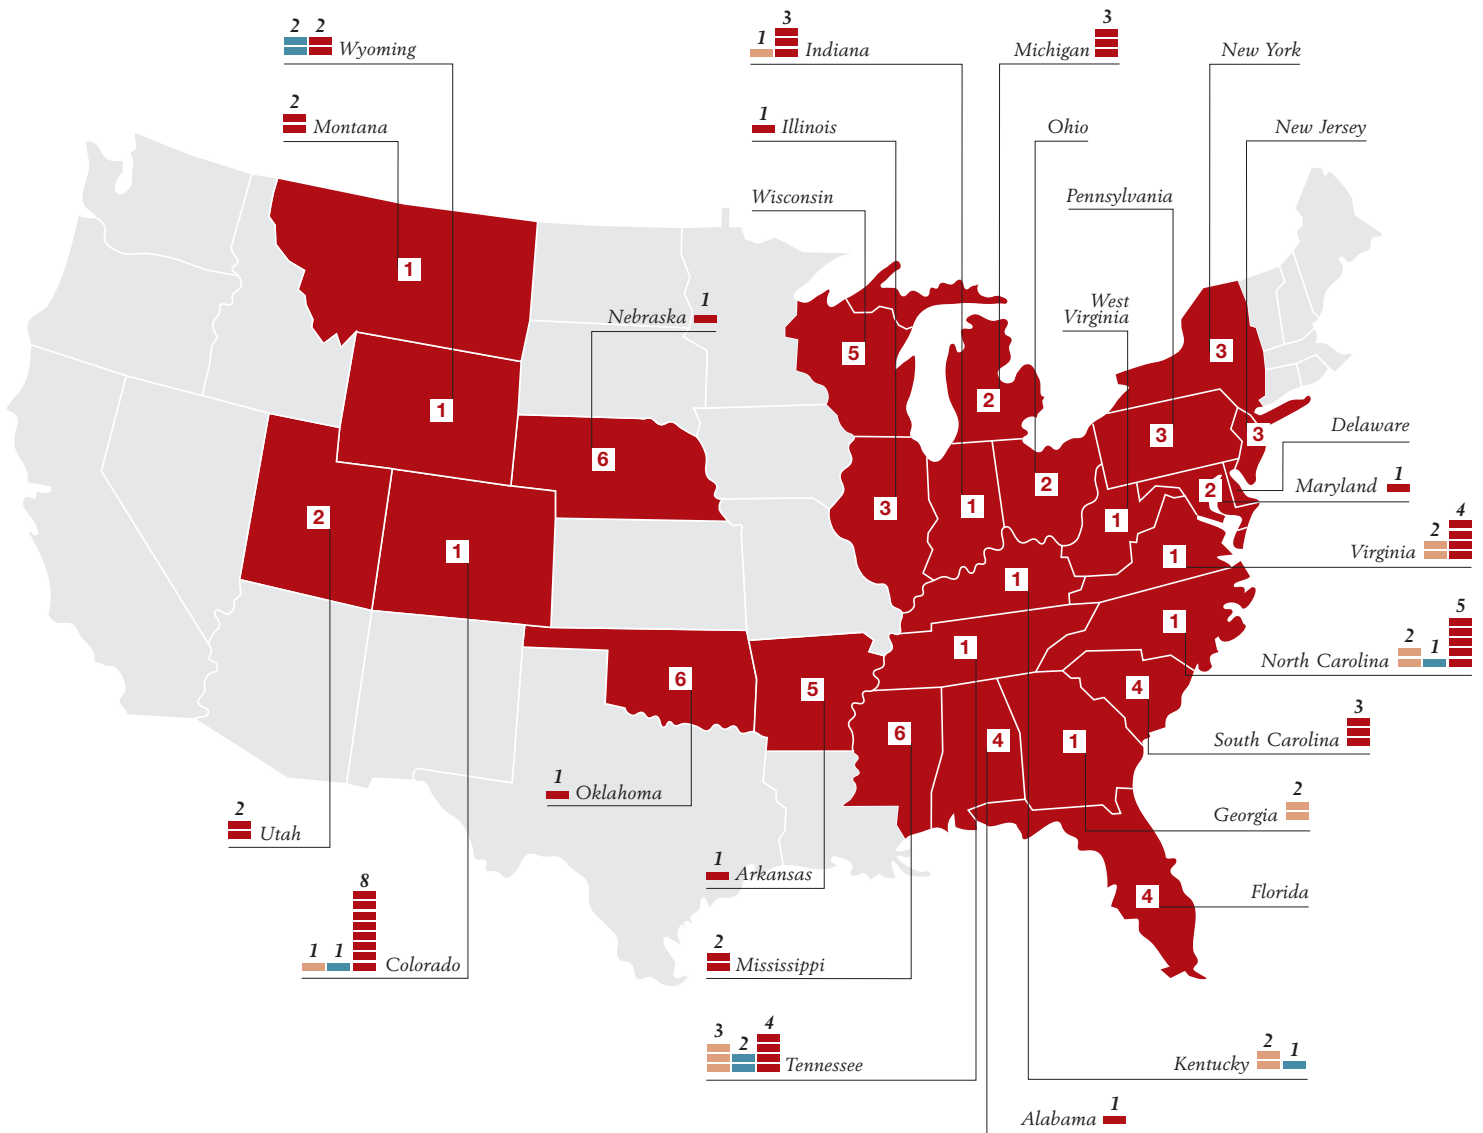 2 2 Wyoming
2 Montana
1 3 Indiana
1 Illinois
Wisconsin
Michigan 3
Ohio
New York
New Jersey
Pennsylvania
West
Virginia
Nebraska 1
Delaware
Maryland 1
2 4
Virginia
2 1 5
North Carolina
South Carolina 3
Georgia 2
Florida
1 Oklahoma
1 Arkansas
2 Mississippi
2 Utah
1 1 8 Colorado
3 2 4 Tennessee
Kentucky 2 1
Alabama 1
1
1
2
1
6
6
5
5
3
2
1
2
3
3
3
2
1
1
1
1
1
4
6
4
1
4